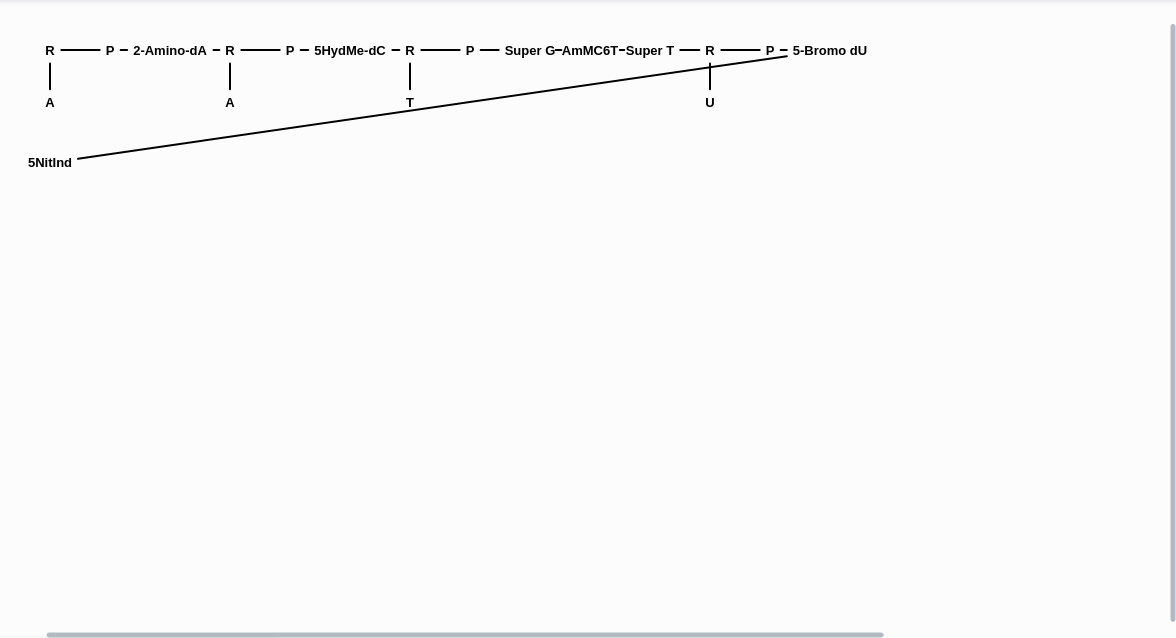 R P 2-Amino-dA R P 5HydMe-dC R P Super G AmMC6T Super T R P 5-Bromo dU
A A T U
5NitInd